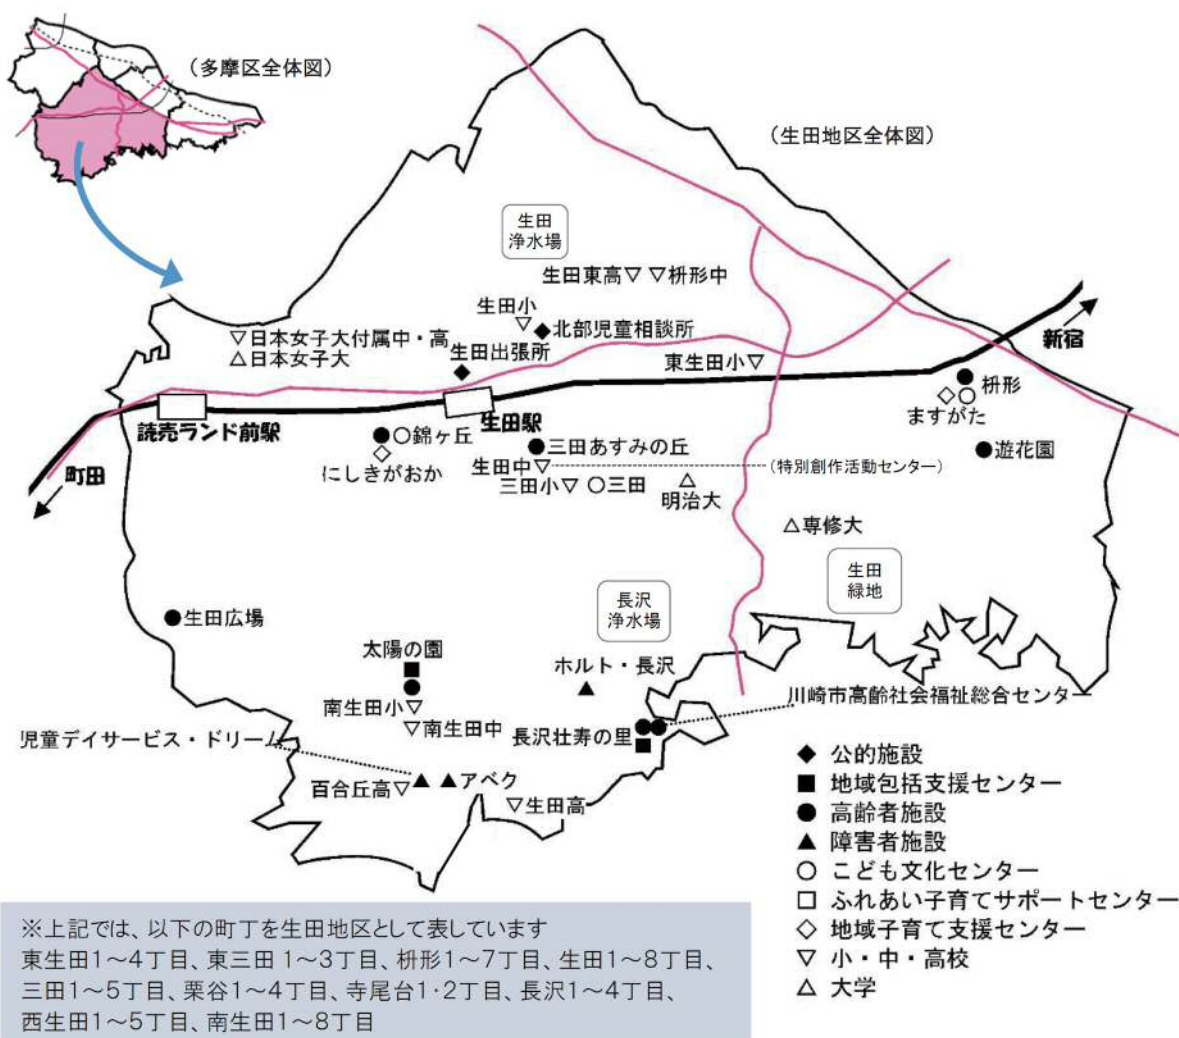 (多摩区全体図)
(生田地区全体図)
生田
浄水場
生田東高▽ ▽枡形中
生田小
▽
◆北部児童相談所
▽日本女子大付属中・高
△日本女子大
生田出張所
◆
東生田小▽
新宿
●枡形
◇○
ますがた
読売ランド前駅
生田駅
●○錦ヶ丘
◇
にしきがおか
●三田あすみの丘
●遊花園
生田中▽
(特別創作活動センター)
三田小▽ ○三田
△
明治大
町田
△専修大
生田
緑地
長沢
浄水場
●生田広場
太陽の園
■
●
ホルト・長沢
▲
川崎市高齢社会福祉総合センター
南生田小▽
▽南生田中
長沢壮寿の里●●
■
児童デイサービス・ドリーム
百合丘高▽ ▲ ▲アベク
▽生田高
◆ 公的施設
■ 地域包括支援センター
● 高齢者施設
▲ 障害者施設
○ こども文化センター
□ ふれあい子育てサポートセンター
◇ 地域子育て支援センター
▽ 小・中・高校
△ 大学
※上記では、以下の町丁を生田地区として表しています
東生田1〜4丁目、東三田1〜3丁目、枡形1〜7丁目、生田1〜8丁目、
三田1〜5丁目、栗谷1〜4丁目、寺尾台1・2丁目、長沢1〜4丁目、
西生田1〜5丁目、南生田1〜8丁目